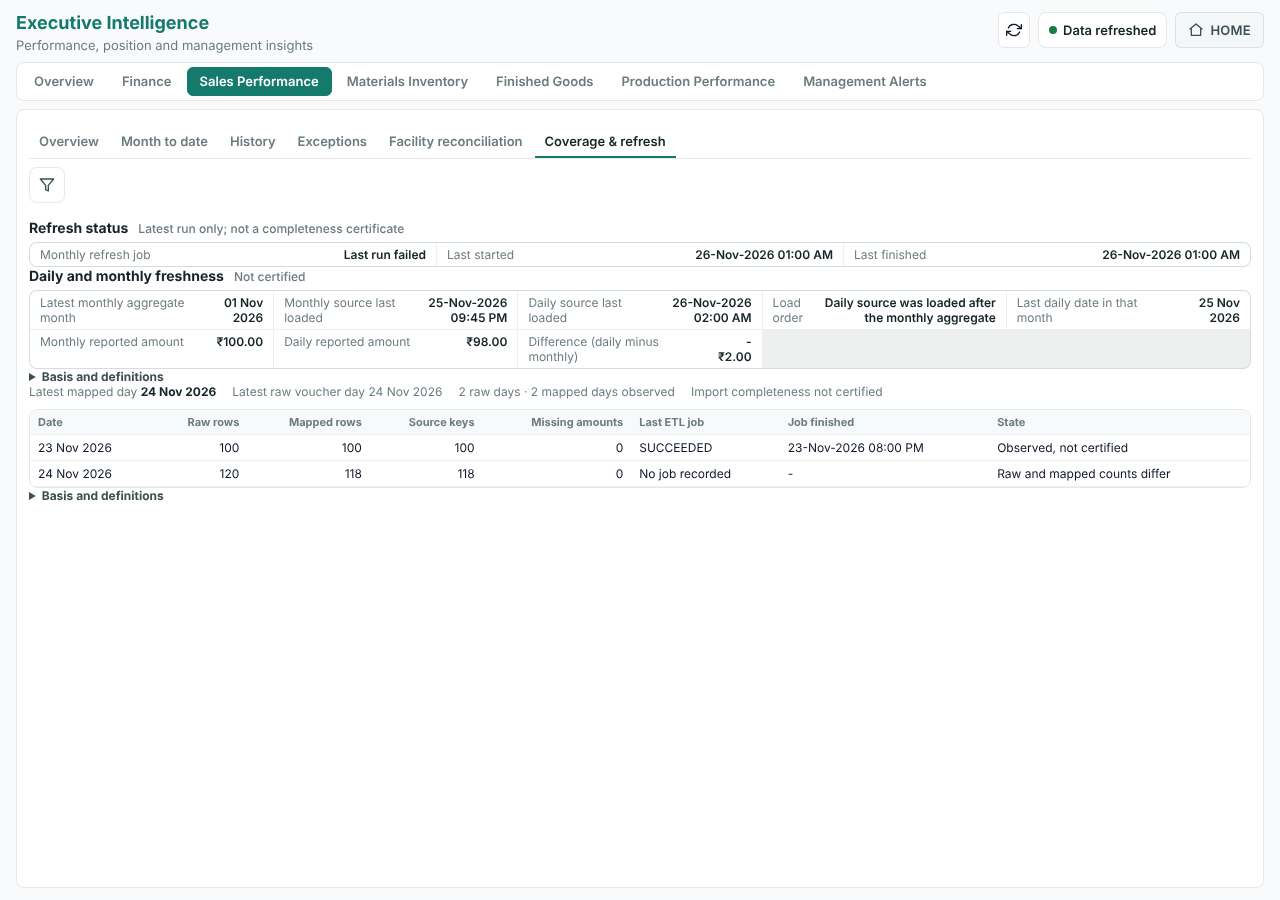 Executive Intelligence
Performance, position and management insights
Data refreshed
HOME
Overview Finance Sales Performance Materials Inventory Finished Goods Production Performance Management Alerts
Overview Month to date History Exceptions Facility reconciliation Coverage & refresh
Refresh status Latest run only; not a completeness certificate
Monthly refresh job Last run failed Last started 26-Nov-2026 01:00 AM Last finished 26-Nov-2026 01:00 AM
Daily and monthly freshness Not certified
Latest monthly aggregate month 01 Nov 2026
Monthly source last loaded 25-Nov-2026 09:45 PM
Daily source last loaded 26-Nov-2026 02:00 AM
Load order Daily source was loaded after the monthly aggregate
Last daily date in that month 25 Nov 2026
Monthly reported amount ₹100.00
Daily reported amount ₹98.00
Difference (daily minus monthly) -₹2.00
Basis and definitions
Latest mapped day 24 Nov 2026 Latest raw voucher day 24 Nov 2026 2 raw days · 2 mapped days observed Import completeness not certified
Date Raw rows Mapped rows Source keys Missing amounts Last ETL job Job finished State
23 Nov 2026 100 100 100 0 SUCCEEDED 23-Nov-2026 08:00 PM Observed, not certified
24 Nov 2026 120 118 118 0 No job recorded - Raw and mapped counts differ
Basis and definitions